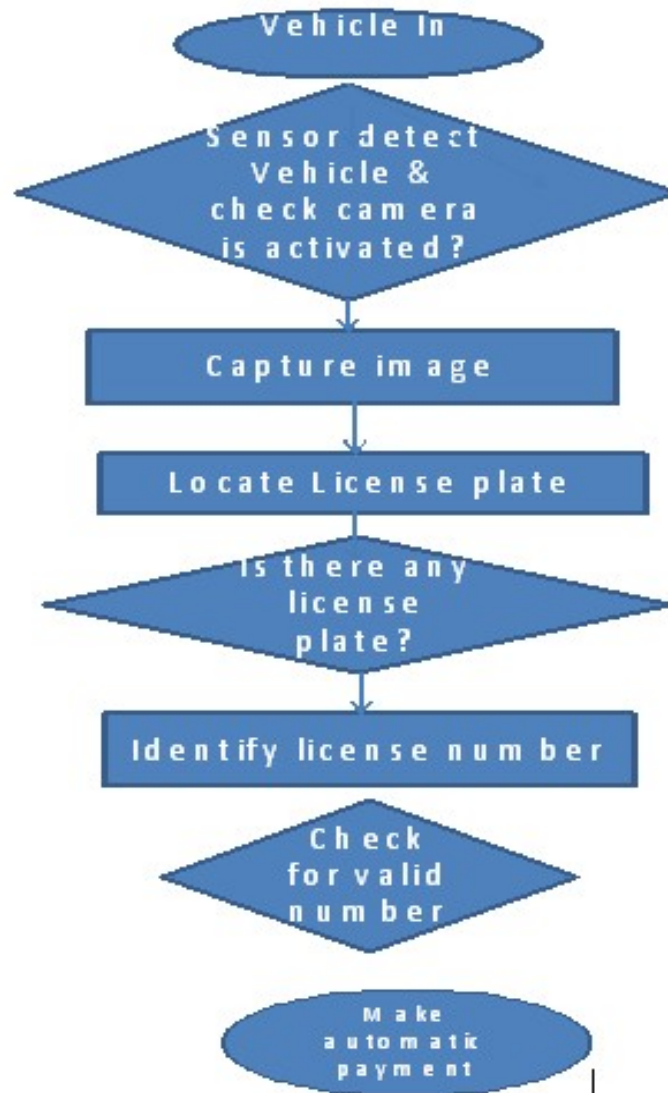 Vehicle In
Sensor detect
Vehicle &
check camera
is activated?
Capture image
Locate License plate
Is there any
license
plate?
Identify license number
Check
for valid
number
Make
automatic
payment